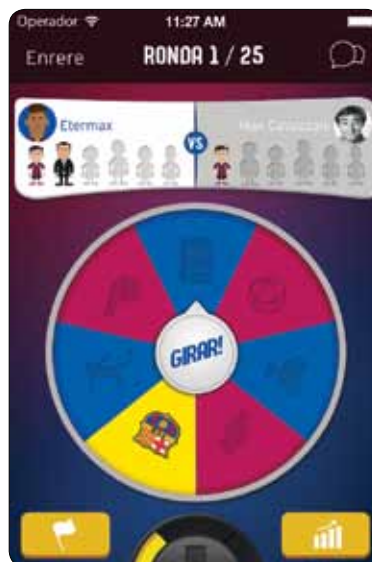 Operador 11:27 AM
Enrere RONDA 1 / 25
Etermax
VS
GIRAR!